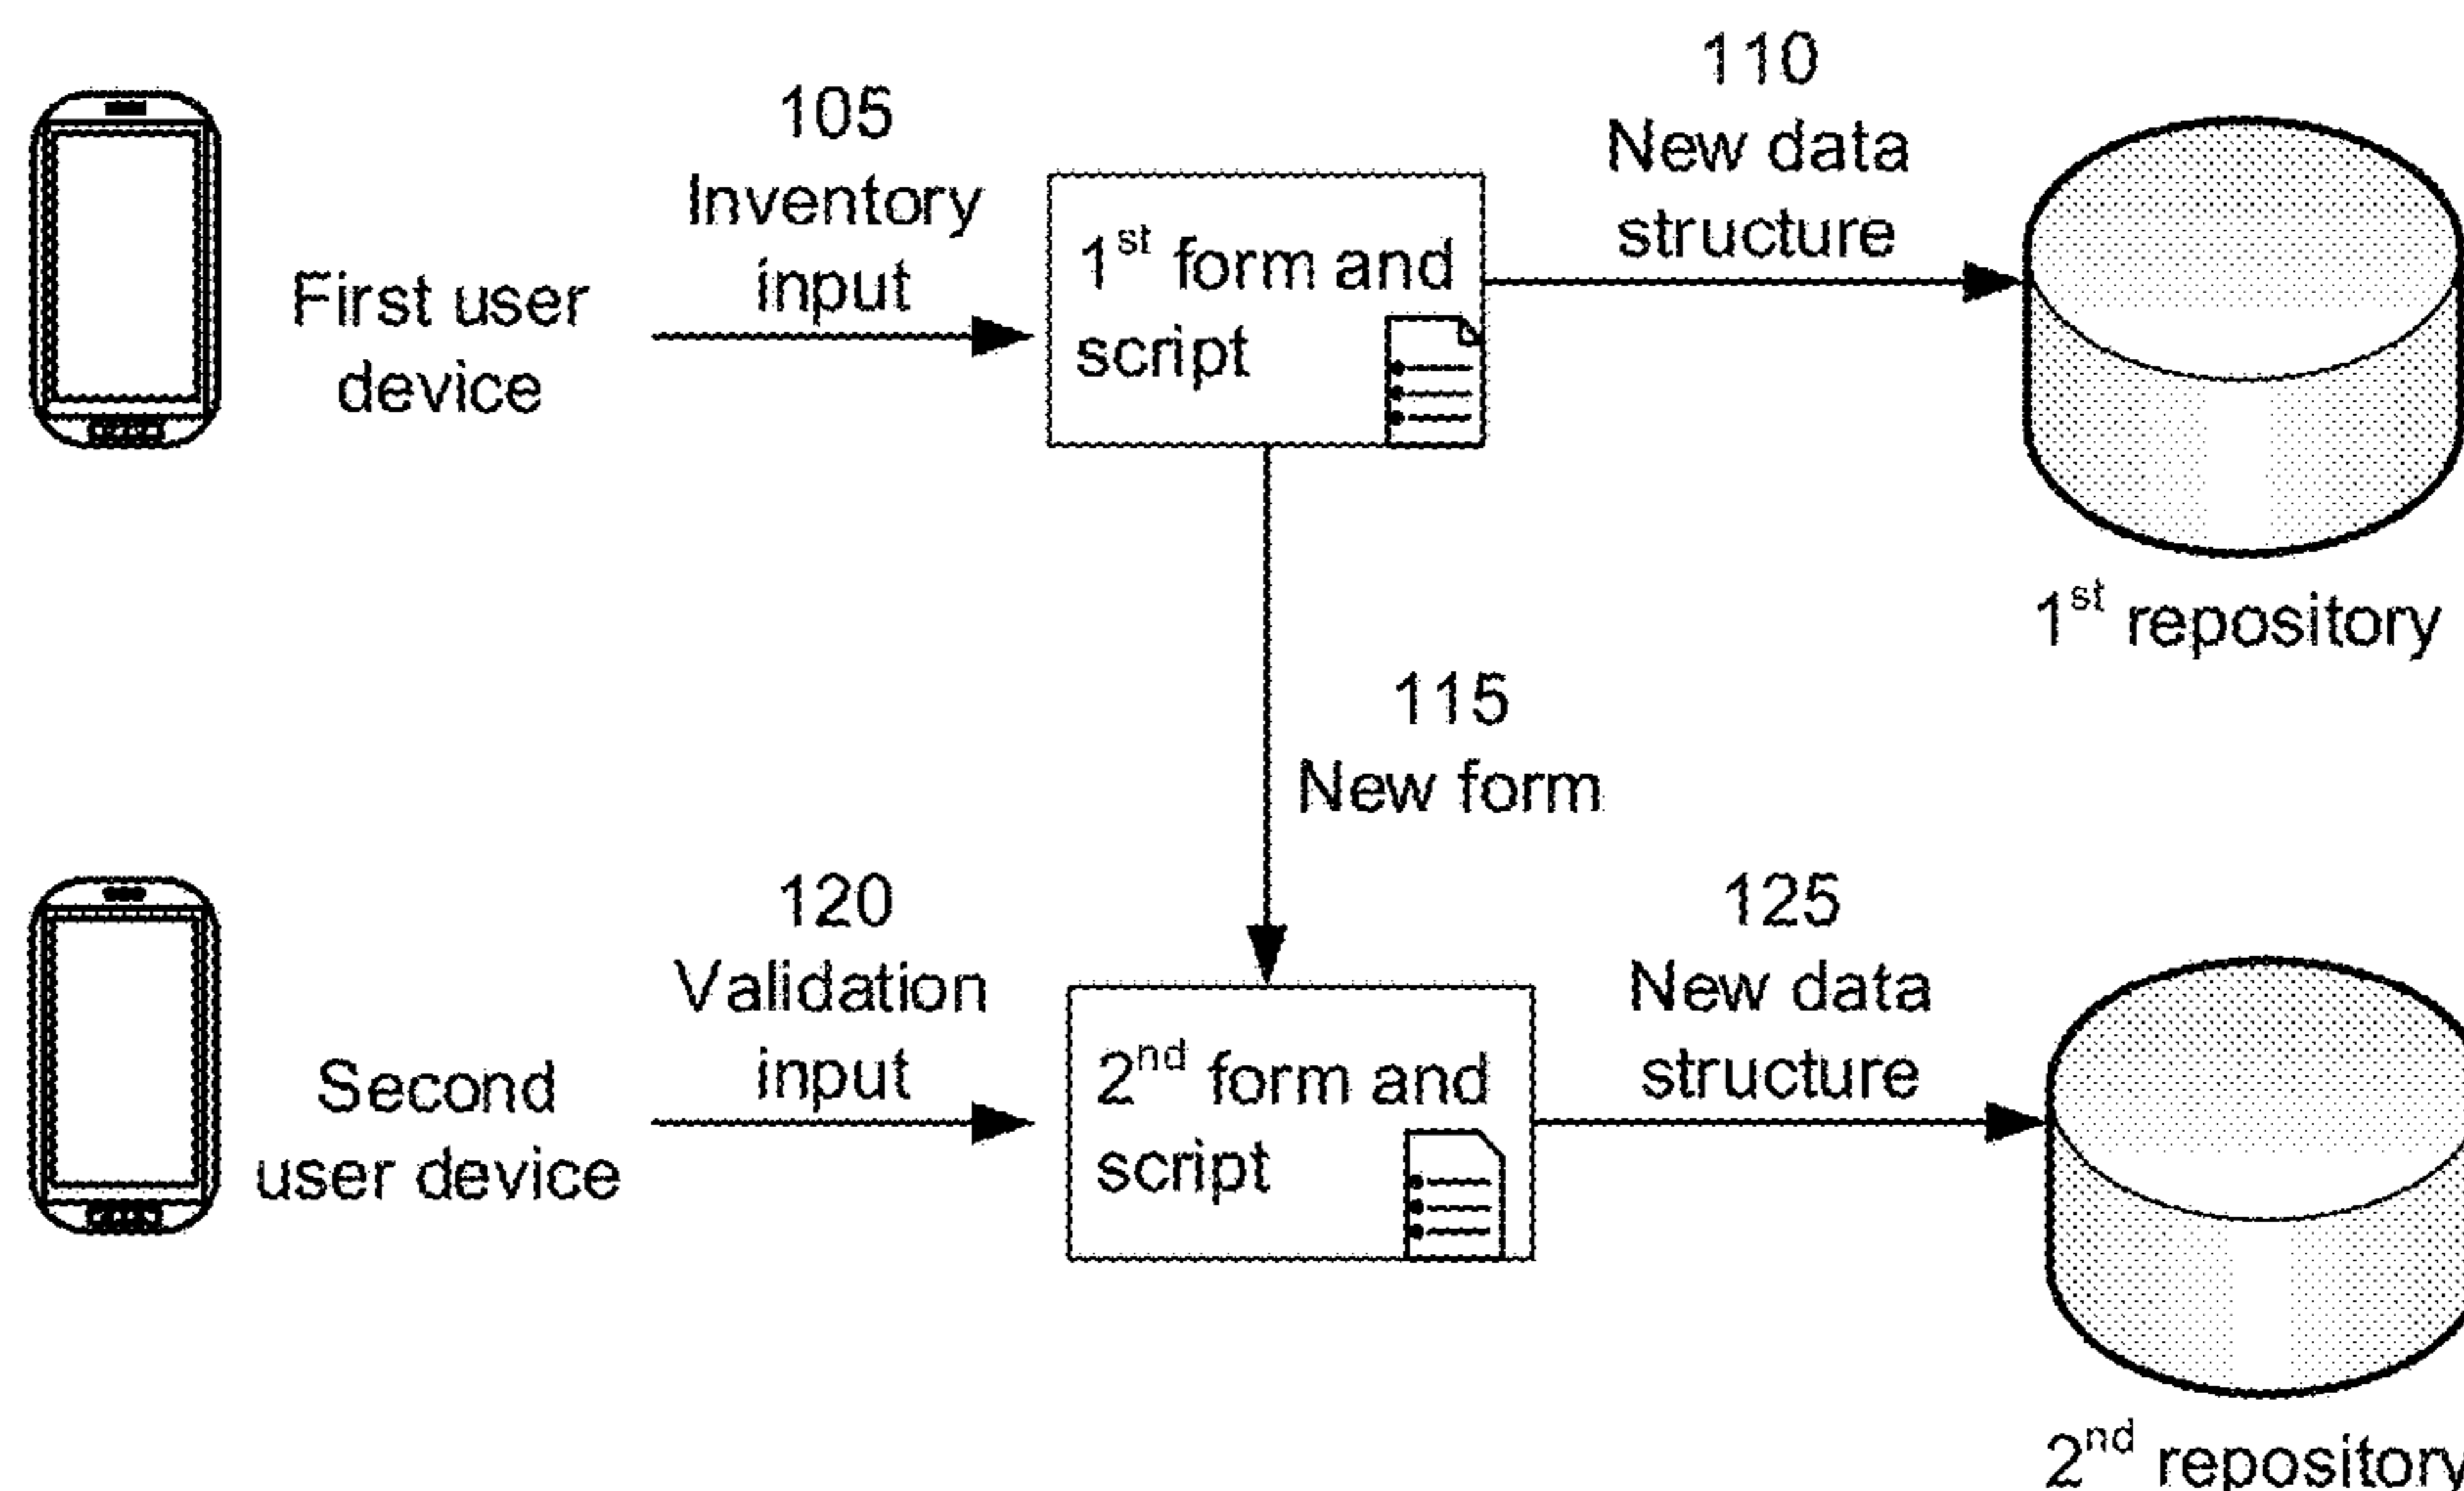 110
New data
structure
105
Inventory
input
1st form and
script
First user
device
1st repository
115
New form
120
Validation
input
125
New data
structure
2nd form and
script
Second
user device
2nd repository